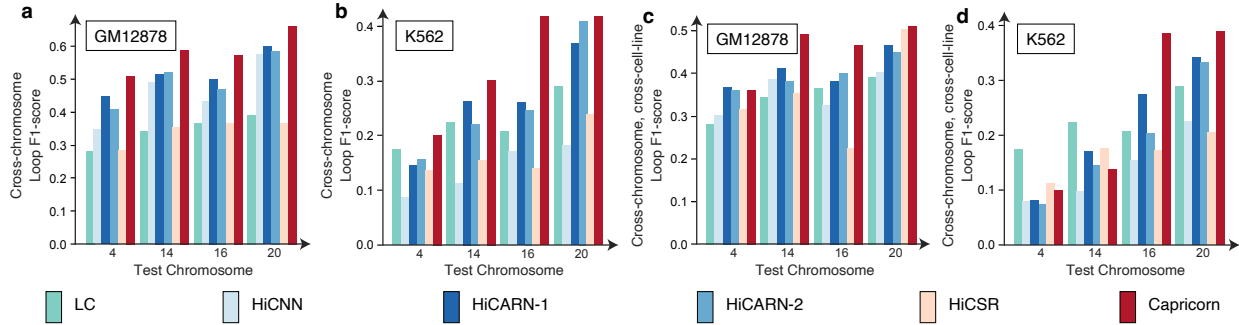 a
GM12878
Cross-chromosome
Loop F1-score
0.6
0.5
0.4
0.3
0.2
0.1
0.0
4 14 16 20
Test Chromosome
b
K562
Cross-chromosome
Loop F1-score
0.4
0.3
0.2
0.1
0.0
4 14 16 20
Test Chromosome
c
GM12878
Cross-chromosome, cross-cell-line
Loop F1-score
0.5
0.4
0.3
0.2
0.1
0.0
4 14 16 20
Test Chromosome
d
K562
Cross-chromosome, cross-cell-line
Loop F1-score
0.4
0.3
0.2
0.1
0.0
4 14 16 20
Test Chromosome
LC HiCNN HiCARN-1 HiCARN-2 HiCSR Capricorn